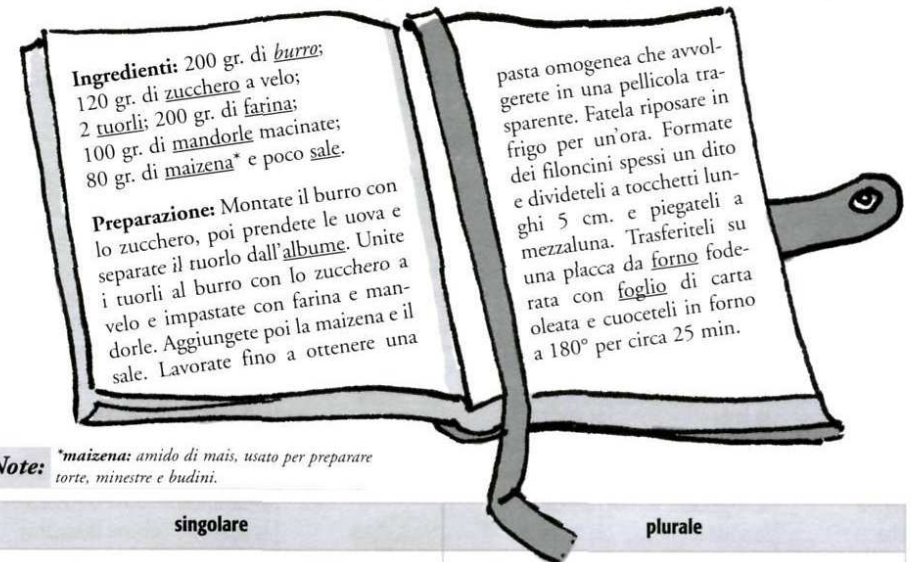 Ingredienti: 200 gr. di burro;
120 gr. di zucchero a velo;
2 tuorli; 200 gr. di farina;
100 gr. di mandorle macinate;
80 gr. di maizena* e poco sale.
Preparazione: Montate il burro con
lo zucchero, poi prendete le uova e
separate il tuorlo dall'albume. Unite
i tuorli al burro con lo zucchero a
velo e impastate con farina e man-
dorle. Aggiungete poi la maizena e il
sale. Lavorate fino a ottenere una
pasta omogenea che avvol-
gerete in una pellicola tra-
sparente. Fatela riposare in
frigo per un'ora. Formate
dei filoncini spessi un dito
e divideteli a tocchetti lun-
ghi 5 cm. e piegateli a
mezzaluna. Trasferiteli su
una placca da forno fode-
rata con foglio di carta
oleata e cuoceteli in forno
a 180° per circa 25 min.
Note: *maizena: amido di mais, usato per preparare
torte, minestre e budini.
singolare plurale